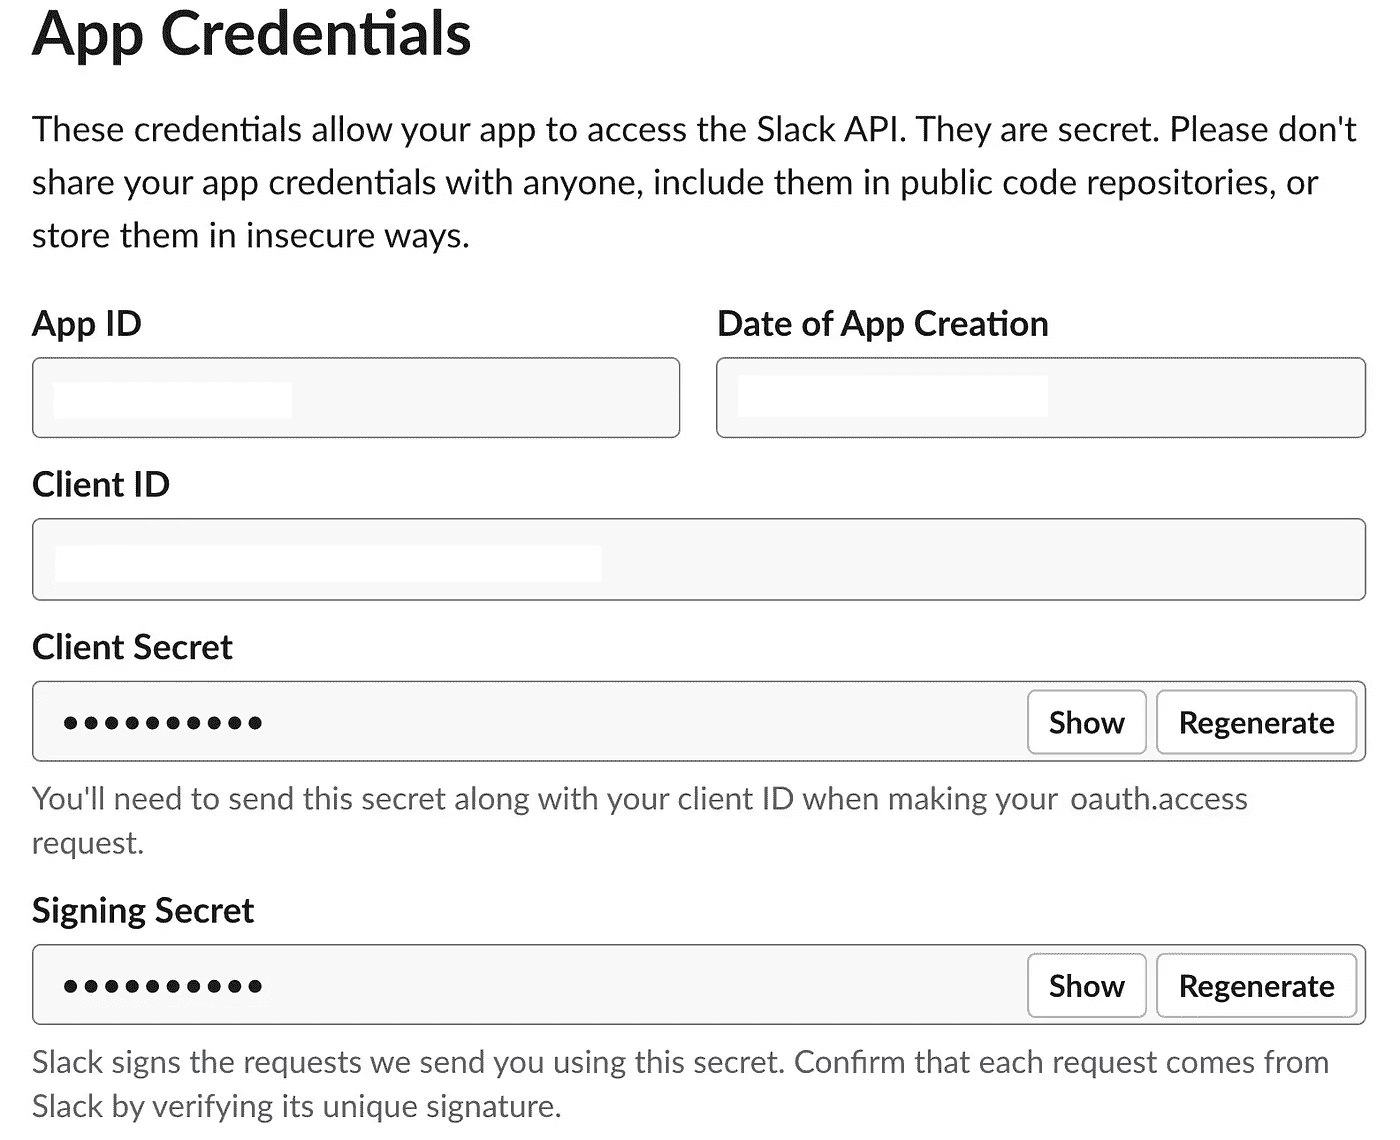 App Credentials
These credentials allow your app to access the Slack API. They are secret. Please don't
share your app credentials with anyone, include them in public code repositories, or
store them in insecure ways.
App ID
Date of App Creation
Client ID
Client Secret
••••••••••
Show
Regenerate
You'll need to send this secret along with your client ID when making your oauth.access
request.
Signing Secret
••••••••••
Show
Regenerate
Slack signs the requests we send you using this secret. Confirm that each request comes from
Slack by verifying its unique signature.